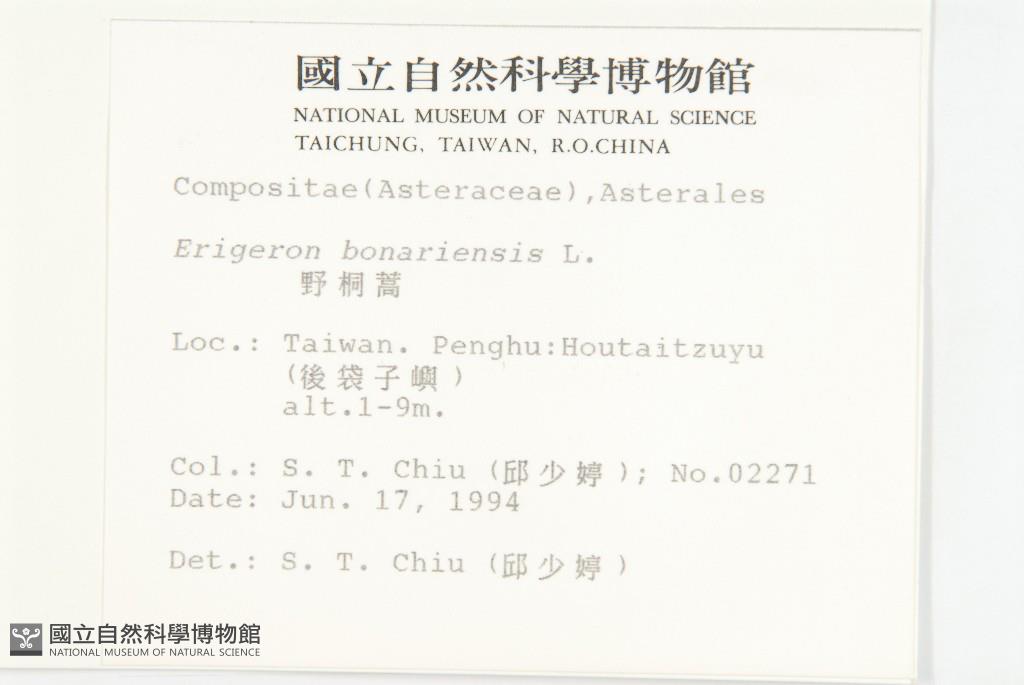 國立自然科學博物館
NATIONAL MUSEUM OF NATURAL SCIENCE
TAICHUNG, TAIWAN, R.O.CHINA
Compositae(Asteraceae),Asterales
Erigeron bonariensis L.
野桐蒿
Loc.: Taiwan. Penghu:Houtaitzuyu
(後袋子嶼)
alt.1-9m.
Col.: S. T. Chiu (邱少婷); No.02271
Date: Jun. 17, 1994
Det.: S. T. Chiu (邱少婷)
國立自然科學博物館
NATIONAL MUSEUM OF NATURAL SCIENCE